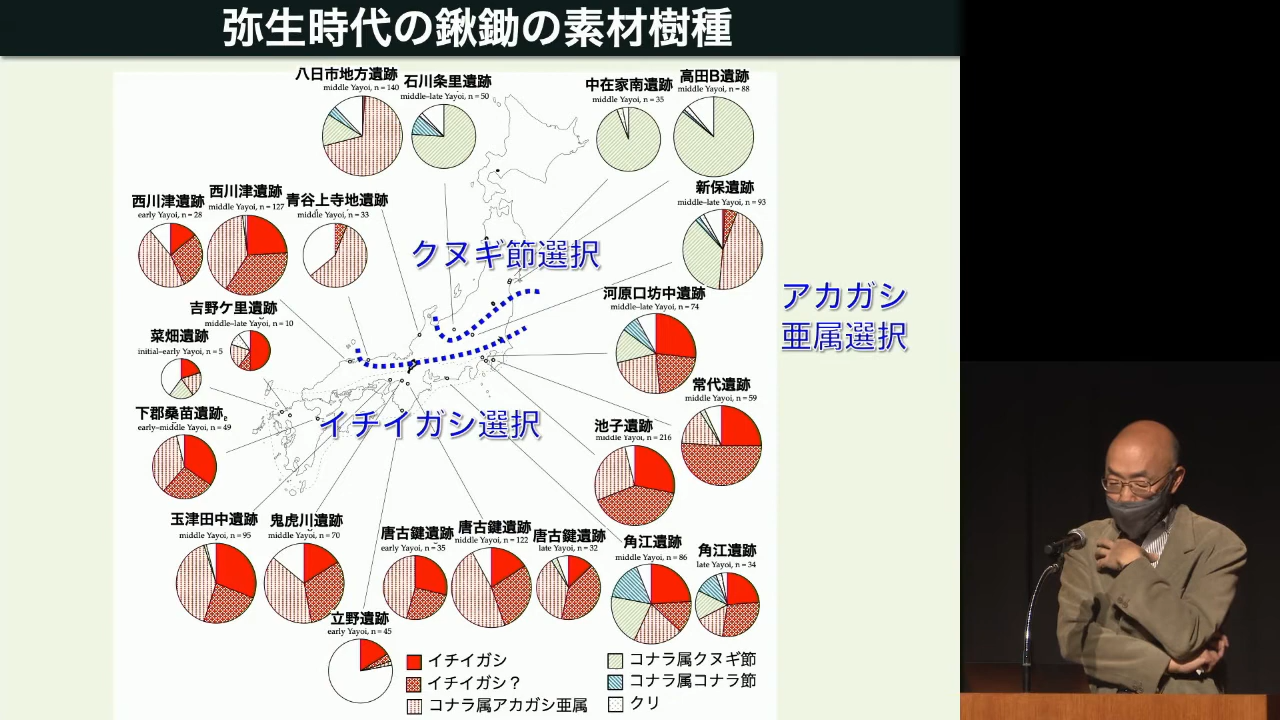 弥生時代の鍬鋤の素材樹種
八日市地方遺跡
middle Yayoi, n = 140
石川条里遺跡
middle–late Yayoi, n = 50
中在家南遺跡
middle Yayoi, n = 35
高田B遺跡
middle Yayoi, n = 88
西川津遺跡
early Yayoi, n = 28
西川津遺跡
middle Yayoi, n = 127
青谷上寺地遺跡
middle Yayoi, n = 33
新保遺跡
middle–late Yayoi, n = 93
クヌギ節選択
アカガシ
亜属選択
吉野ケ里遺跡
middle–late Yayoi, n = 10
河原口坊中遺跡
middle–late Yayoi, n = 74
菜畑遺跡
initial–early Yayoi, n = 5
常代遺跡
middle Yayoi, n = 59
下郡桑苗遺跡
early–middle Yayoi, n = 49
イチイガシ選択
池子遺跡
middle Yayoi, n = 216
玉津田中遺跡
middle Yayoi, n = 95
鬼虎川遺跡
middle Yayoi, n = 70
唐古鍵遺跡
early Yayoi, n = 35
唐古鍵遺跡
middle Yayoi, n = 122
唐古鍵遺跡
late Yayoi, n = 32
角江遺跡
middle Yayoi, n = 86
角江遺跡
late Yayoi, n = 34
立野遺跡
early Yayoi, n = 45
イチイガシ
イチイガシ？
コナラ属アカガシ亜属
コナラ属クヌギ節
コナラ属コナラ節
クリ